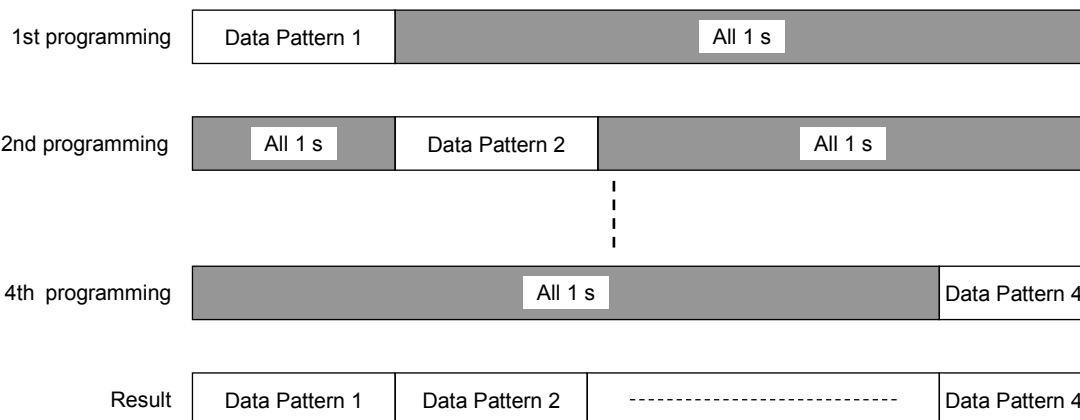 1st programming Data Pattern 1 All 1 s
2nd programming All 1 s Data Pattern 2 All 1 s
4th programming All 1 s Data Pattern 4
Result Data Pattern 1 Data Pattern 2 Data Pattern 4